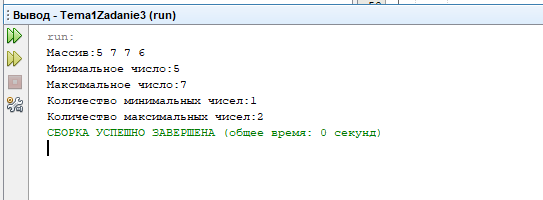 Вывод - Tema1Zadanie3 (run)
run:
Массив:5 7 7 6
Минимальное число:5
Максимальное число:7
Количество минимальных чисел:1
Количество максимальных чисел:2
СБОРКА УСПЕШНО ЗАВЕРШЕНА (общее время: 0 секунд)